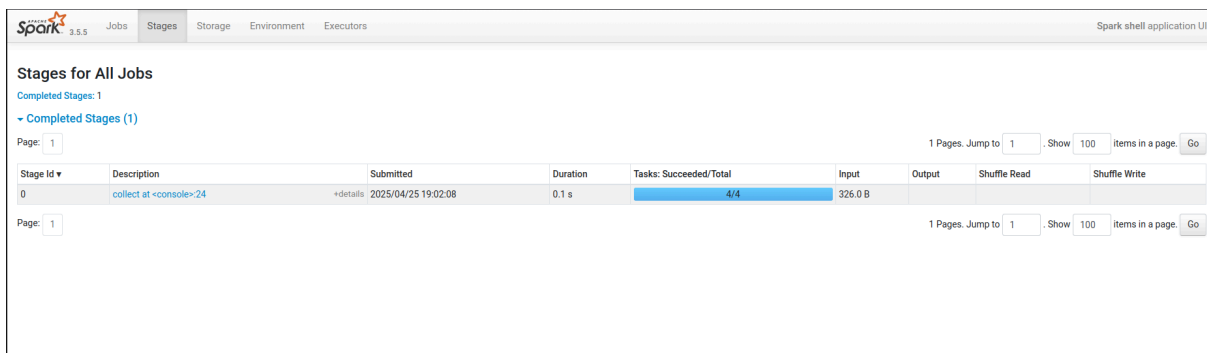 APACHE Spark 3.5.5 Jobs Stages Storage Environment Executors Spark shell application UI
Stages for All Jobs
Completed Stages: 1
Completed Stages (1)
Page: 1 1 Pages. Jump to 1 . Show 100 items in a page. Go
Stage Id ▾ Description Submitted Duration Tasks: Succeeded/Total Input Output Shuffle Read Shuffle Write
0 collect at <console>:24 +details 2025/04/25 19:02:08 0.1 s 4/4 326.0 B
Page: 1 1 Pages. Jump to 1 . Show 100 items in a page. Go